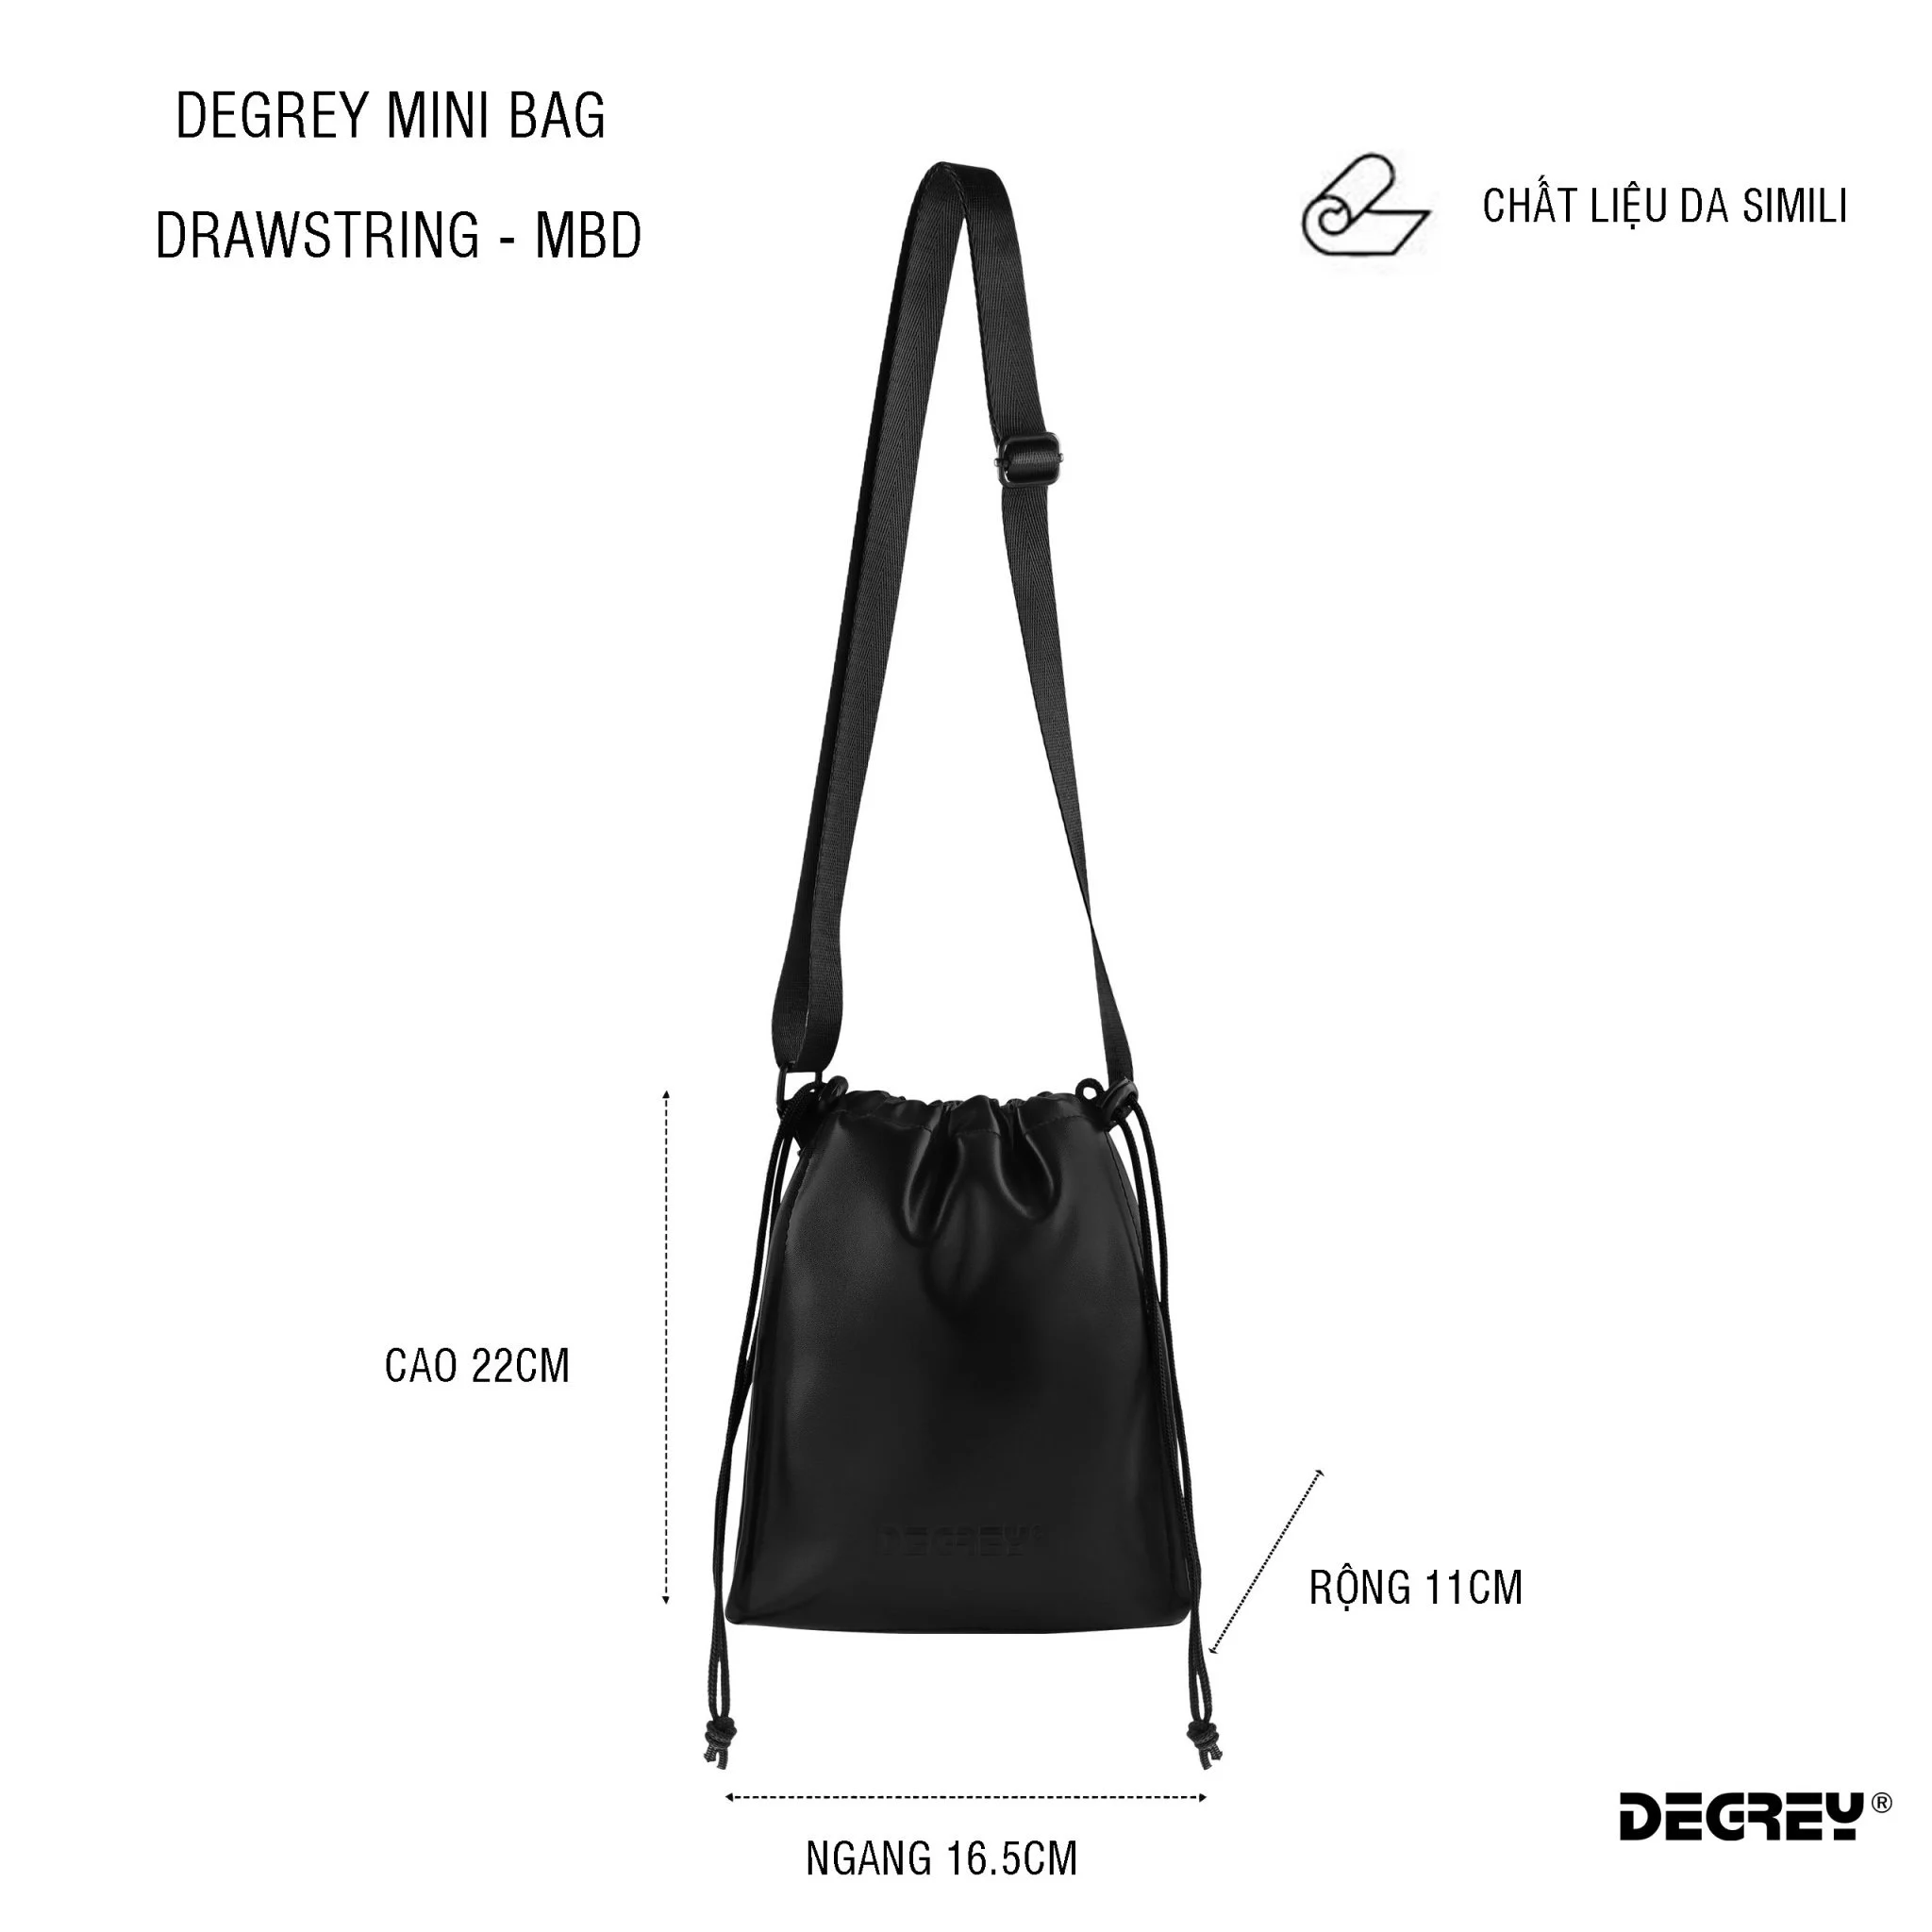 DEGREY MINI BAG
DRAWSTRING - MBD
CHẤT LIỆU DA SIMILI
CAO 22CM
DEGREY
RỘNG 11CM
NGANG 16.5CM
DEGREY®